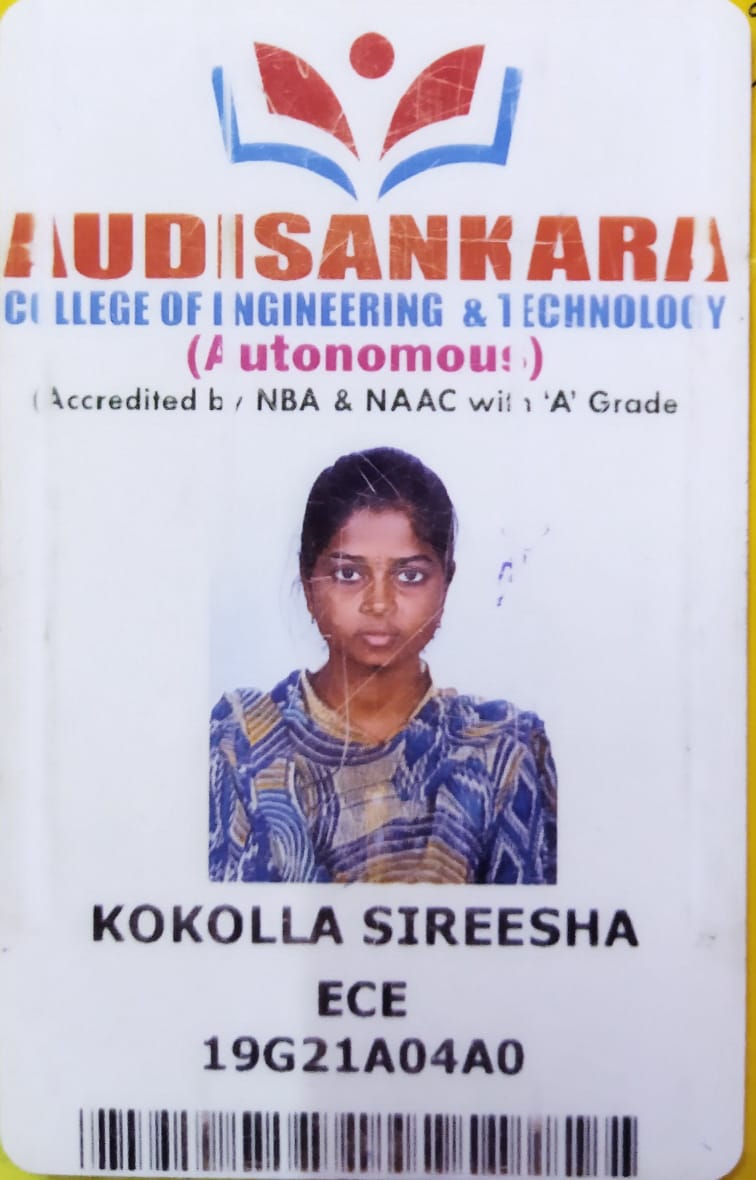 AUDISANKARA
COLLEGE OF ENGINEERING & TECHNOLOGY
(Autonomous)
(Accredited by NBA & NAAC with 'A' Grade
KOKOLLA SIREESHA
ECE
19G21A04A0